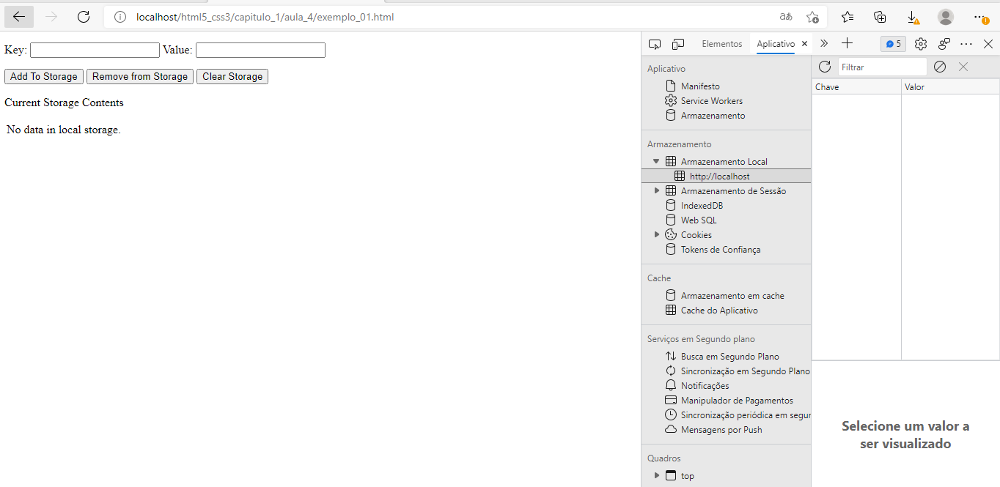 localhost/html5_css3/capitulo_1/aula_4/exemplo_01.html
aあ
Key: Value:
Add To Storage Remove from Storage Clear Storage
Current Storage Contents
No data in local storage.
Elementos Aplicativo 5
Aplicativo
Manifesto
Service Workers
Armazenamento
Armazenamento
Armazenamento Local
http://localhost
Armazenamento de Sessão
IndexedDB
Web SQL
Cookies
Tokens de Confiança
Cache
Armazenamento em cache
Cache do Aplicativo
Serviços em Segundo plano
Busca em Segundo Plano
Sincronização em Segundo Plano
Notificações
Manipulador de Pagamentos
Sincronização periódica em segur
Mensagens por Push
Quadros
top
Filtrar
Chave Valor
Selecione um valor a
ser visualizado